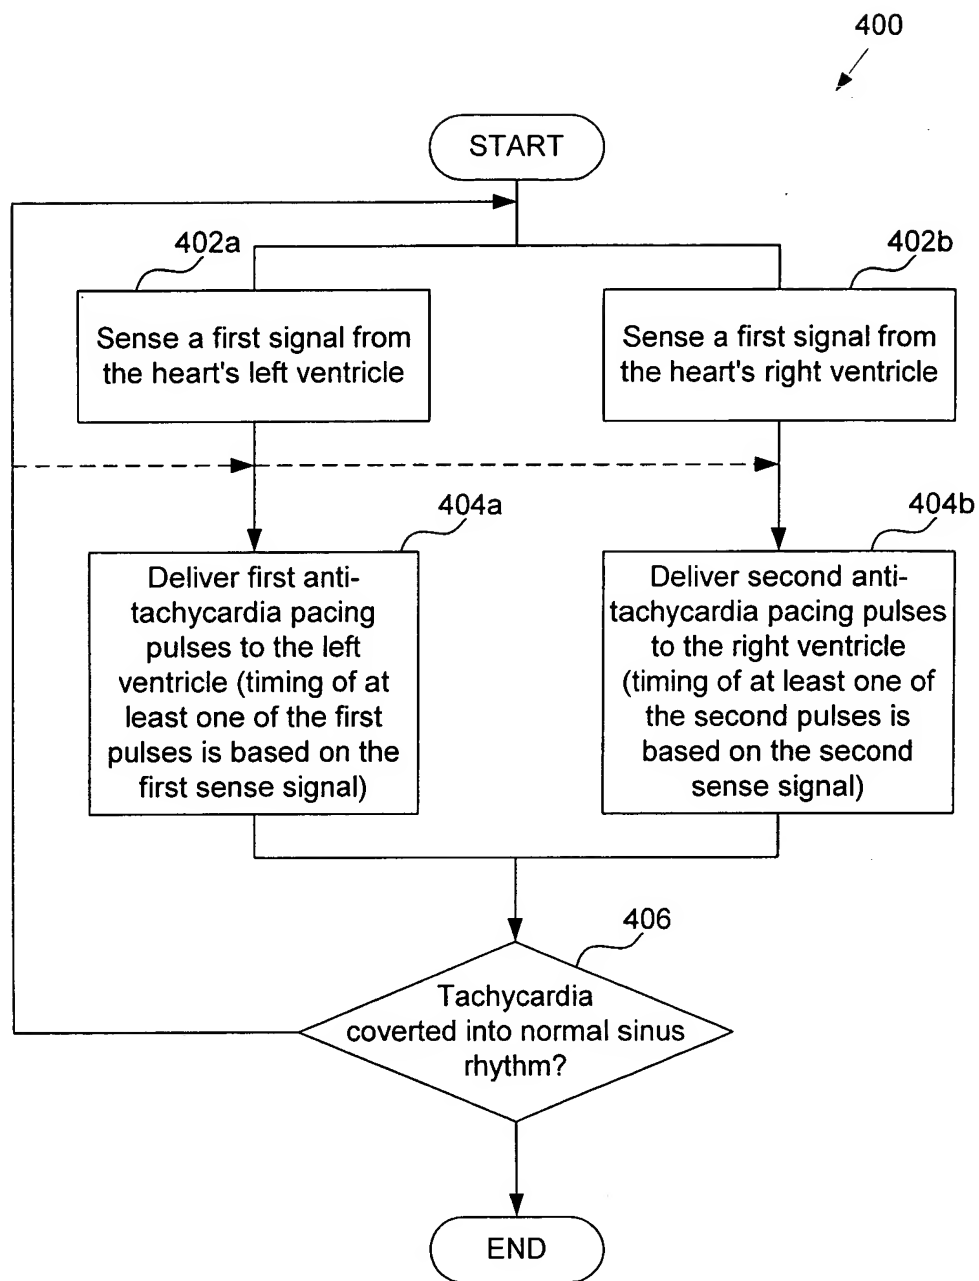 400
START
402a
402b
Sense a first signal from
the heart's left ventricle
Sense a first signal from
the heart's right ventricle
404a
404b
Deliver first anti-
tachycardia pacing
pulses to the left
ventricle (timing of at
least one of the first
pulses is based on the
first sense signal)
Deliver second anti-
tachycardia pacing pulses
to the right ventricle
(timing of at least one of
the second pulses is
based on the second
sense signal)
406
Tachycardia
coverted into normal sinus
rhythm?
END